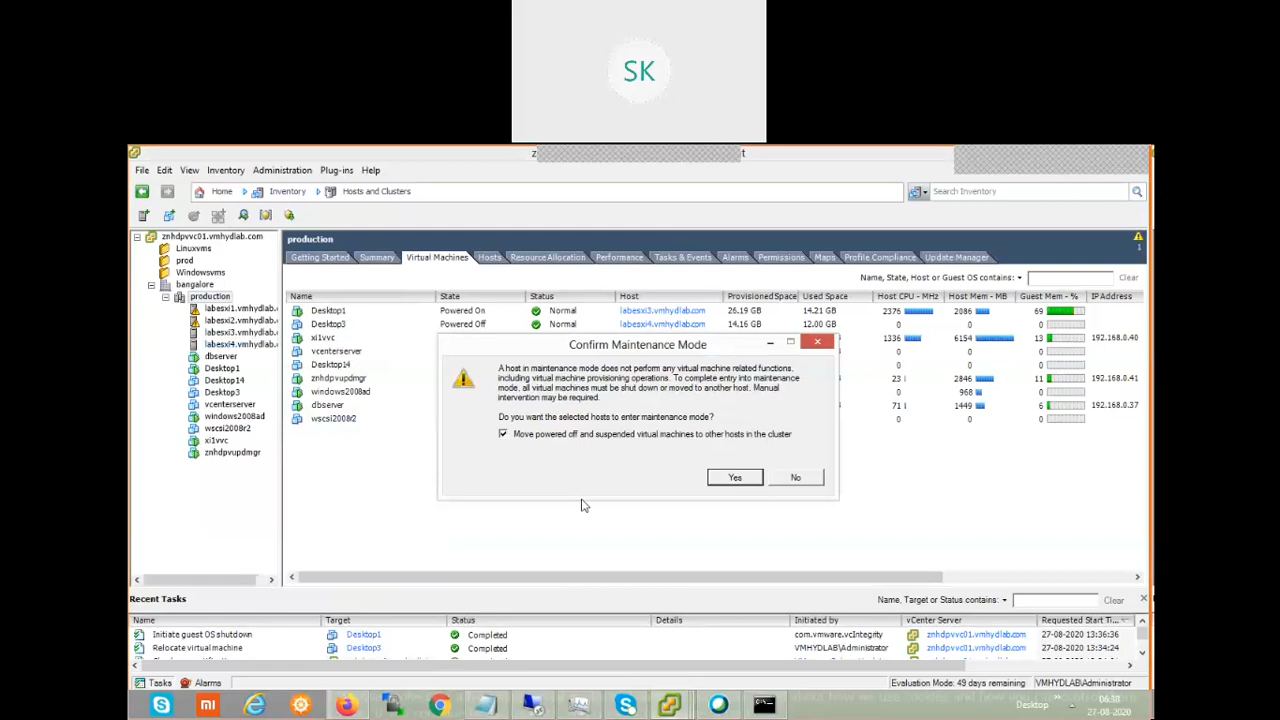 SK
z t
File Edit View Inventory Administration Plug-ins Help
Home Inventory Hosts and Clusters Search Inventory
znhdpvvc01.vmhydlab.com
Linuxvms
prod
Windowsvms
bangalore
production
labesxi1.vmhydlab.
labesxi2.vmhydlab.
labesxi3.vmhydlab.
labesxi4.vmhydlab.
dbserver
Desktop1
Desktop14
Desktop3
vcenterserver
windows2008ad
wscsi2008r2
xi1vvc
znhdpvupdmgr
production
1
Getting Started Summary Virtual Machines Hosts Resource Allocation Performance Tasks & Events Alarms Permissions Maps Profile Compliance Update Manager
Name, State, Host or Guest OS contains: Clear
Name State Status Host Provisioned Space Used Space Host CPU - MHz Host Mem - MB Guest Mem - % IP Address
Desktop1 Powered On Normal labesxi3.vmhydlab.com 26.19 GB 14.21 GB 2376 2086 69
Desktop3 Powered Off Normal labesxi4.vmhydlab.com 14.16 GB 12.00 GB 0 0 0
xi1vvc 1336 6154 13 192.168.0.40
vcenterserver 0 0 0
Desktop14 0 0 0
znhdpvupdmgr 23 2846 11 192.168.0.41
windows2008ad 0 968 0
dbserver 71 1449 6 192.168.0.37
wscsi2008r2 0 0 0
Confirm Maintenance Mode
A host in maintenance mode does not perform any virtual machine related functions,
including virtual machine provisioning operations. To complete entry into maintenance
mode, all virtual machines must be shut down or moved to another host. Manual
intervention may be required.
Do you want the selected hosts to enter maintenance mode?
Move powered off and suspended virtual machines to other hosts in the cluster
Yes No
Recent Tasks Name, Target or Status contains: Clear
Name Target Status Details Initiated by vCenter Server Requested Start Ti...
Initiate guest OS shutdown Desktop1 Completed com.vmware.vcIntegrity znhdpvvc01.vmhydlab.com 27-08-2020 13:36:36
Relocate virtual machine Desktop3 Completed VMHYDLAB\Administrator znhdpvvc01.vmhydlab.com 27-08-2020 13:34:24
Tasks Alarms Evaluation Mode: 49 days remaining VMHYDLAB\Administrator
Desktop 06:38
27-08-2020